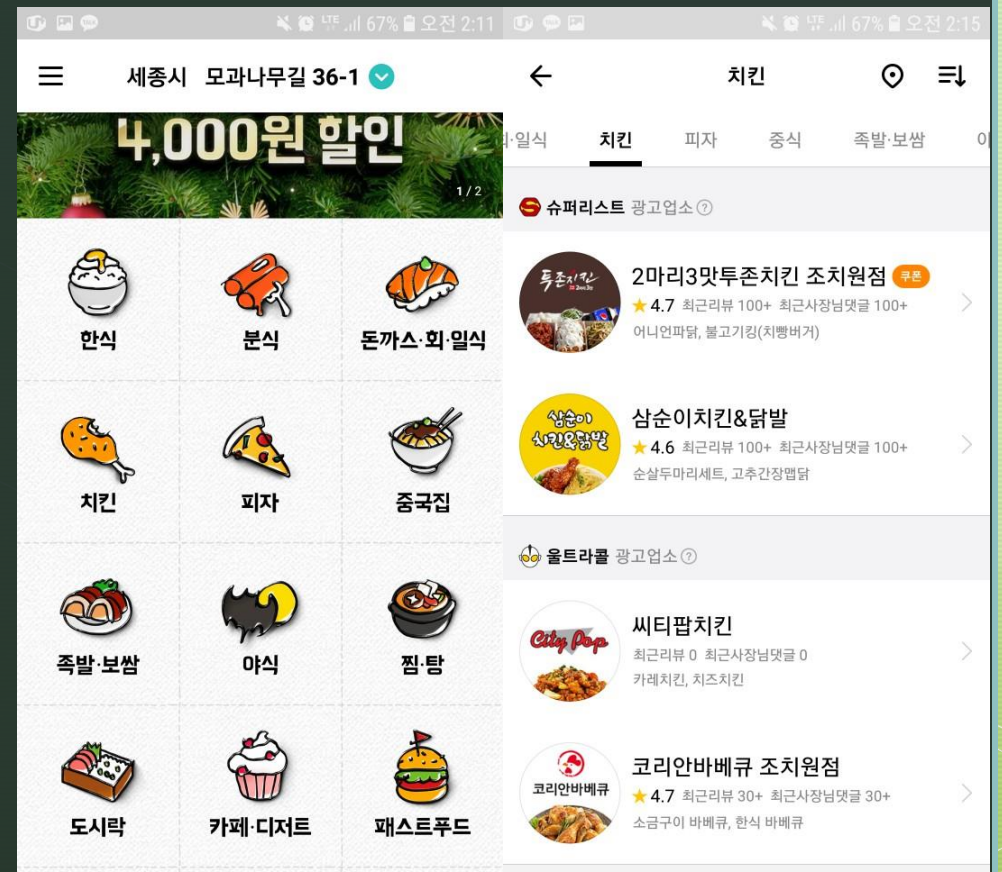 LTE 67% 오전 2:11
세종시 모과나무길 36-1
4,000원 할인
1/2
한식 분식 돈까스·회·일식
치킨 피자 중국집
족발·보쌈 야식 찜·탕
도시락 카페·디저트 패스트푸드
LTE 67% 오전 2:15
치킨
·일식 치킨 피자 중식 족발·보쌈
슈퍼리스트 광고업소 ?
투존치킨
2마리3맛투존치킨 조치원점 쿠폰
4.7 최근리뷰 100+ 최근사장님댓글 100+
어니언파닭, 불고기킹(치빵버거)
삼순이
치킨&닭발
삼순이치킨&닭발
4.6 최근리뷰 100+ 최근사장님댓글 100+
순살두마리세트, 고추간장맵닭
울트라콜 광고업소 ?
City Pop
씨티팝치킨
최근리뷰 0 최근사장님댓글 0
카레치킨, 치즈치킨
코리안바베큐
코리안바베큐 조치원점
4.7 최근리뷰 30+ 최근사장님댓글 30+
소금구이 바베큐, 한식 바베큐